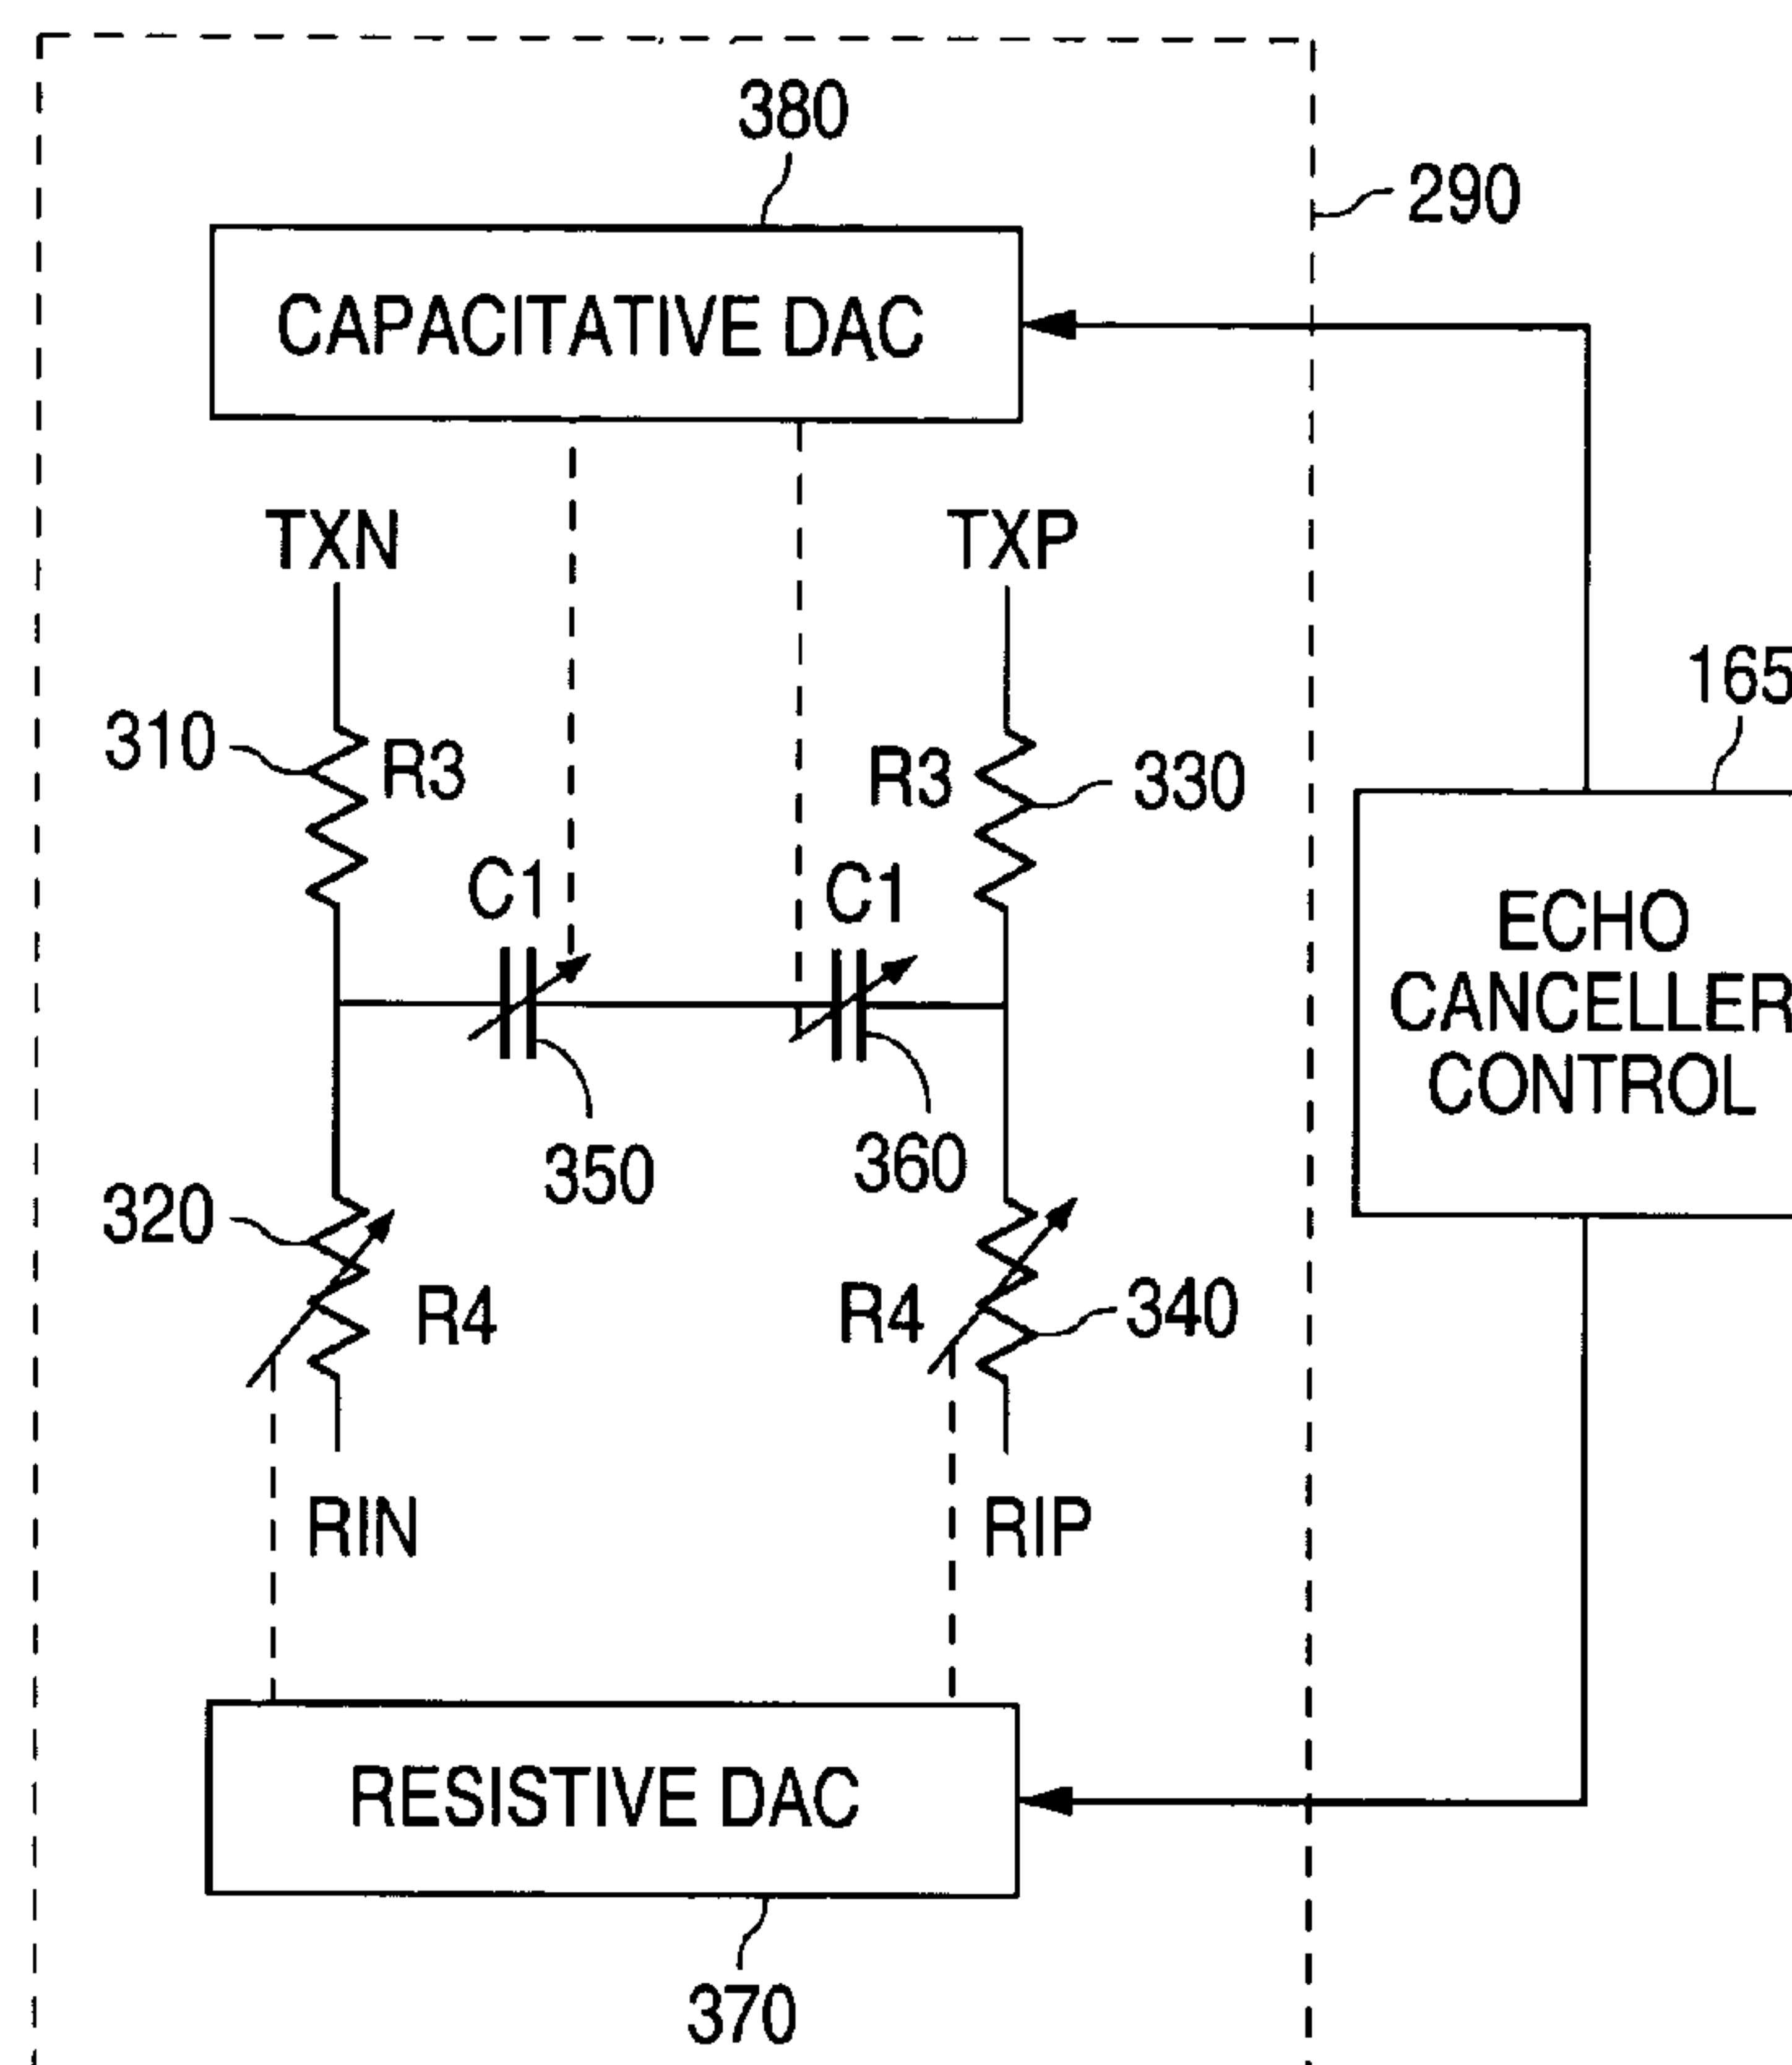 380
290
CAPACITATIVE DAC
TXN
TXP
165
310
R3
R3
330
C1
C1
ECHO
CANCELLER
CONTROL
350
360
320
R4
R4
340
RIN
RIP
RESISTIVE DAC
370